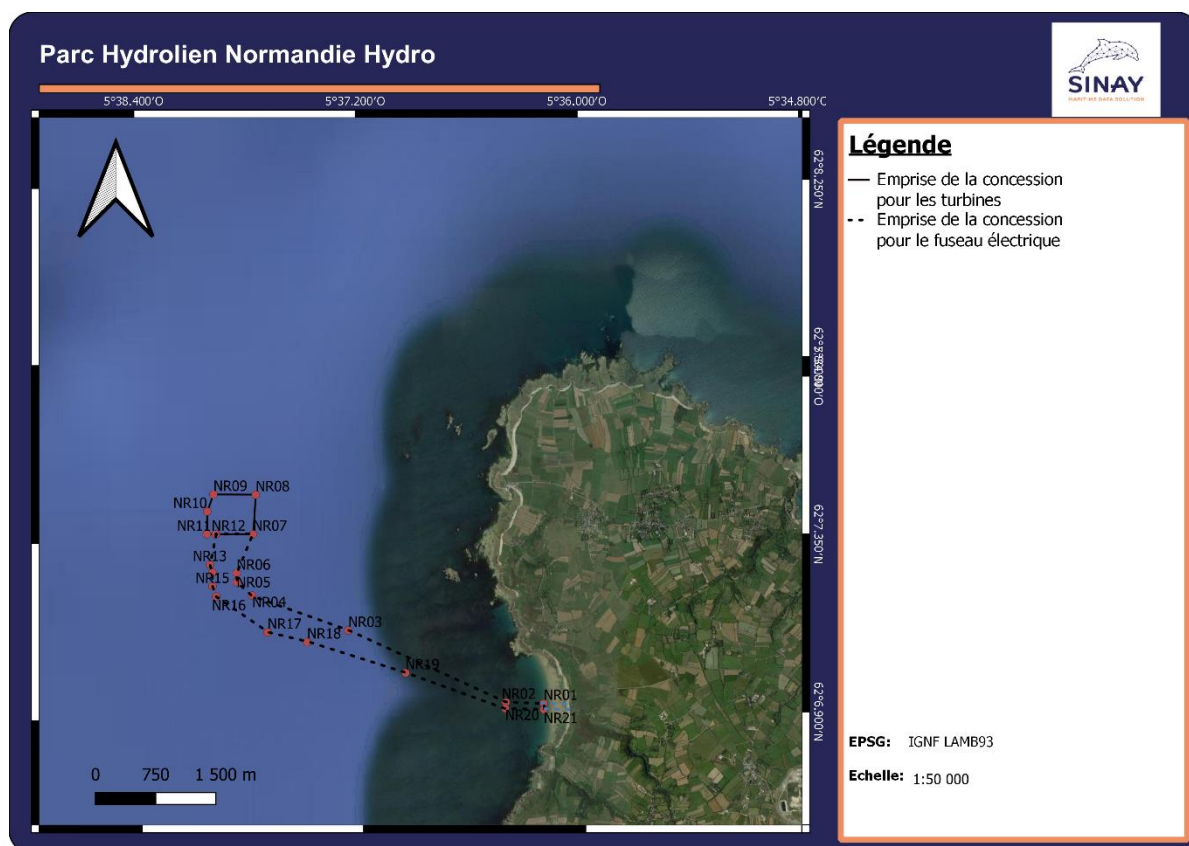 Parc Hydrolien Normandie Hydro
SINAY
MARITIME DATA SOLUTION
5°38.400'O 5°37.200'O 5°36.000'O 5°34.800'C
62°8.250'N
62°7.350'N
62°6.900'N
Légende
Emprise de la concession
pour les turbines
Emprise de la concession
pour le fuseau électrique
NR09 NR08
NR10
NR11 NR12 NR07
NR13
NR06
NR15 NR05
NR16 NR04
NR17 NR03
NR18
NR19
NR02 NR01
NR20 NR21
0 750 1 500 m
EPSG: IGNF LAMB93
Echelle: 1:50 000